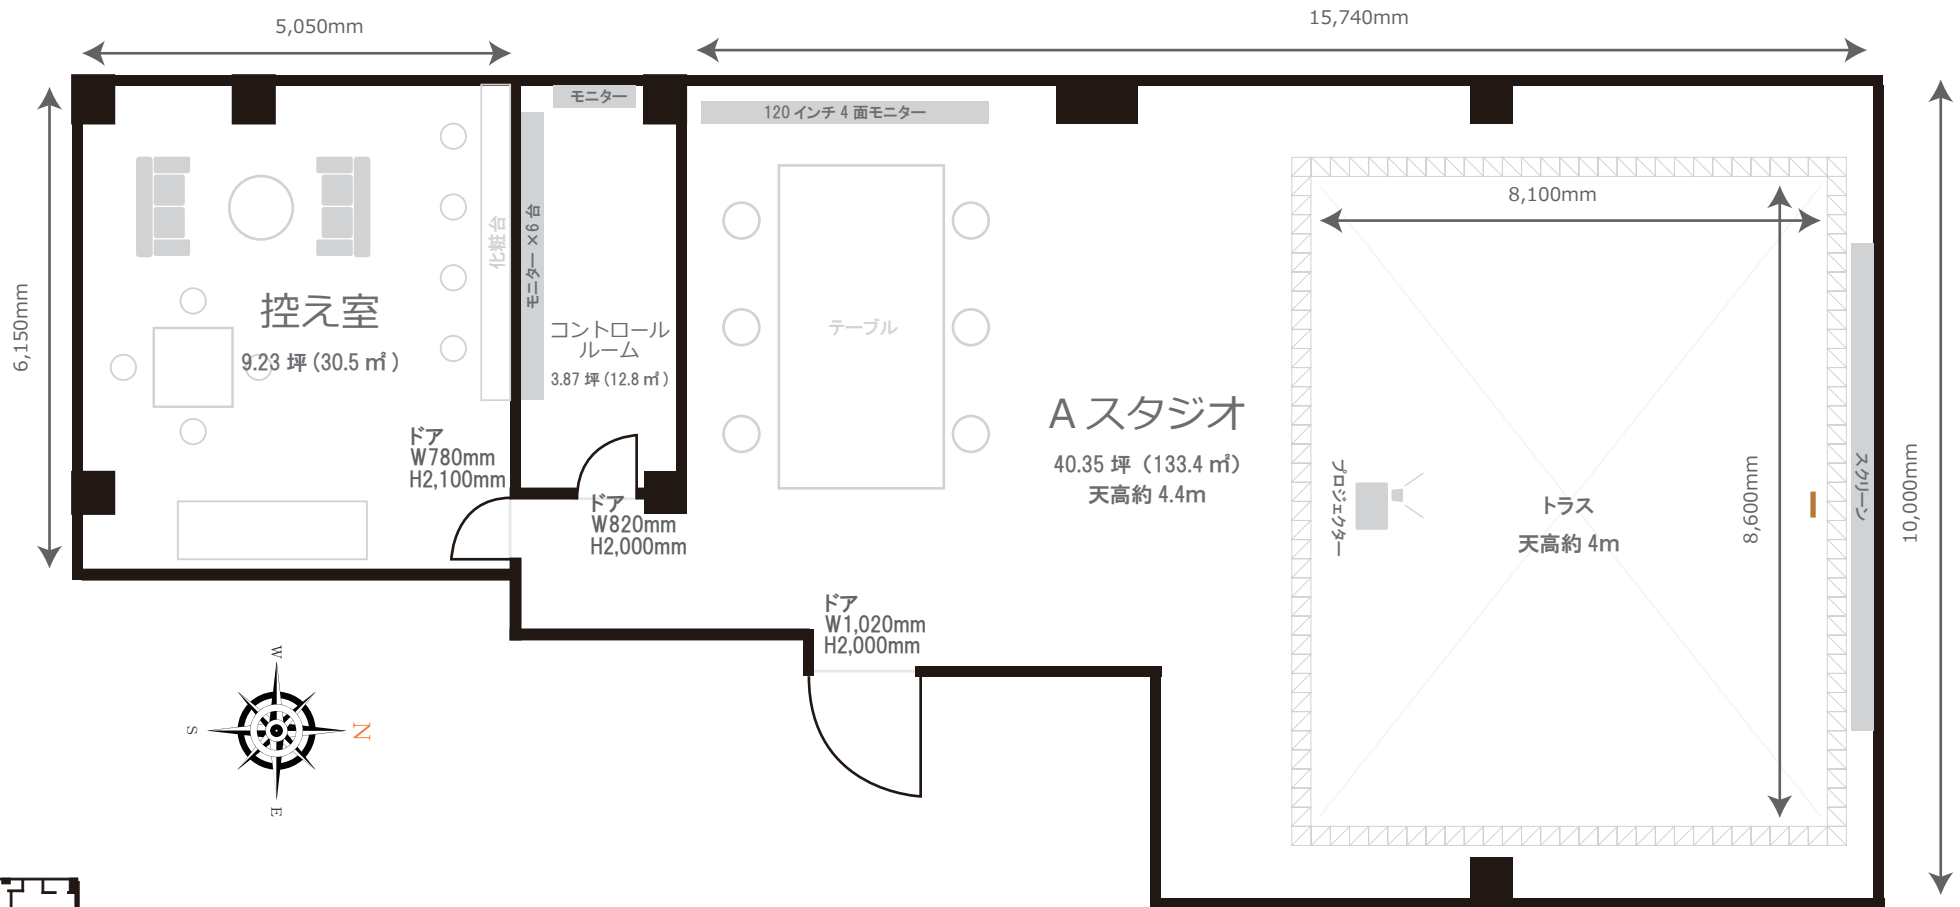 5,050mm
15,740mm
モニター
120 インチ 4 面モニター
8,100mm
6,150mm
化粧台
モニター ×6 台
控え室
9.23 坪 (30.5 ㎡ )
コントロール
ルーム
3.87 坪 (12.8 ㎡ )
テーブル
A スタジオ
40.35 坪（133.4 ㎡）
天高約 4.4m
プロジェクター
トラス
天高約 4m
8,600mm
スクリーン
10,000mm
ドア
W780mm
H2,100mm
ドア
W820mm
H2,000mm
ドア
W1,020mm
H2,000mm
W
S
N
E